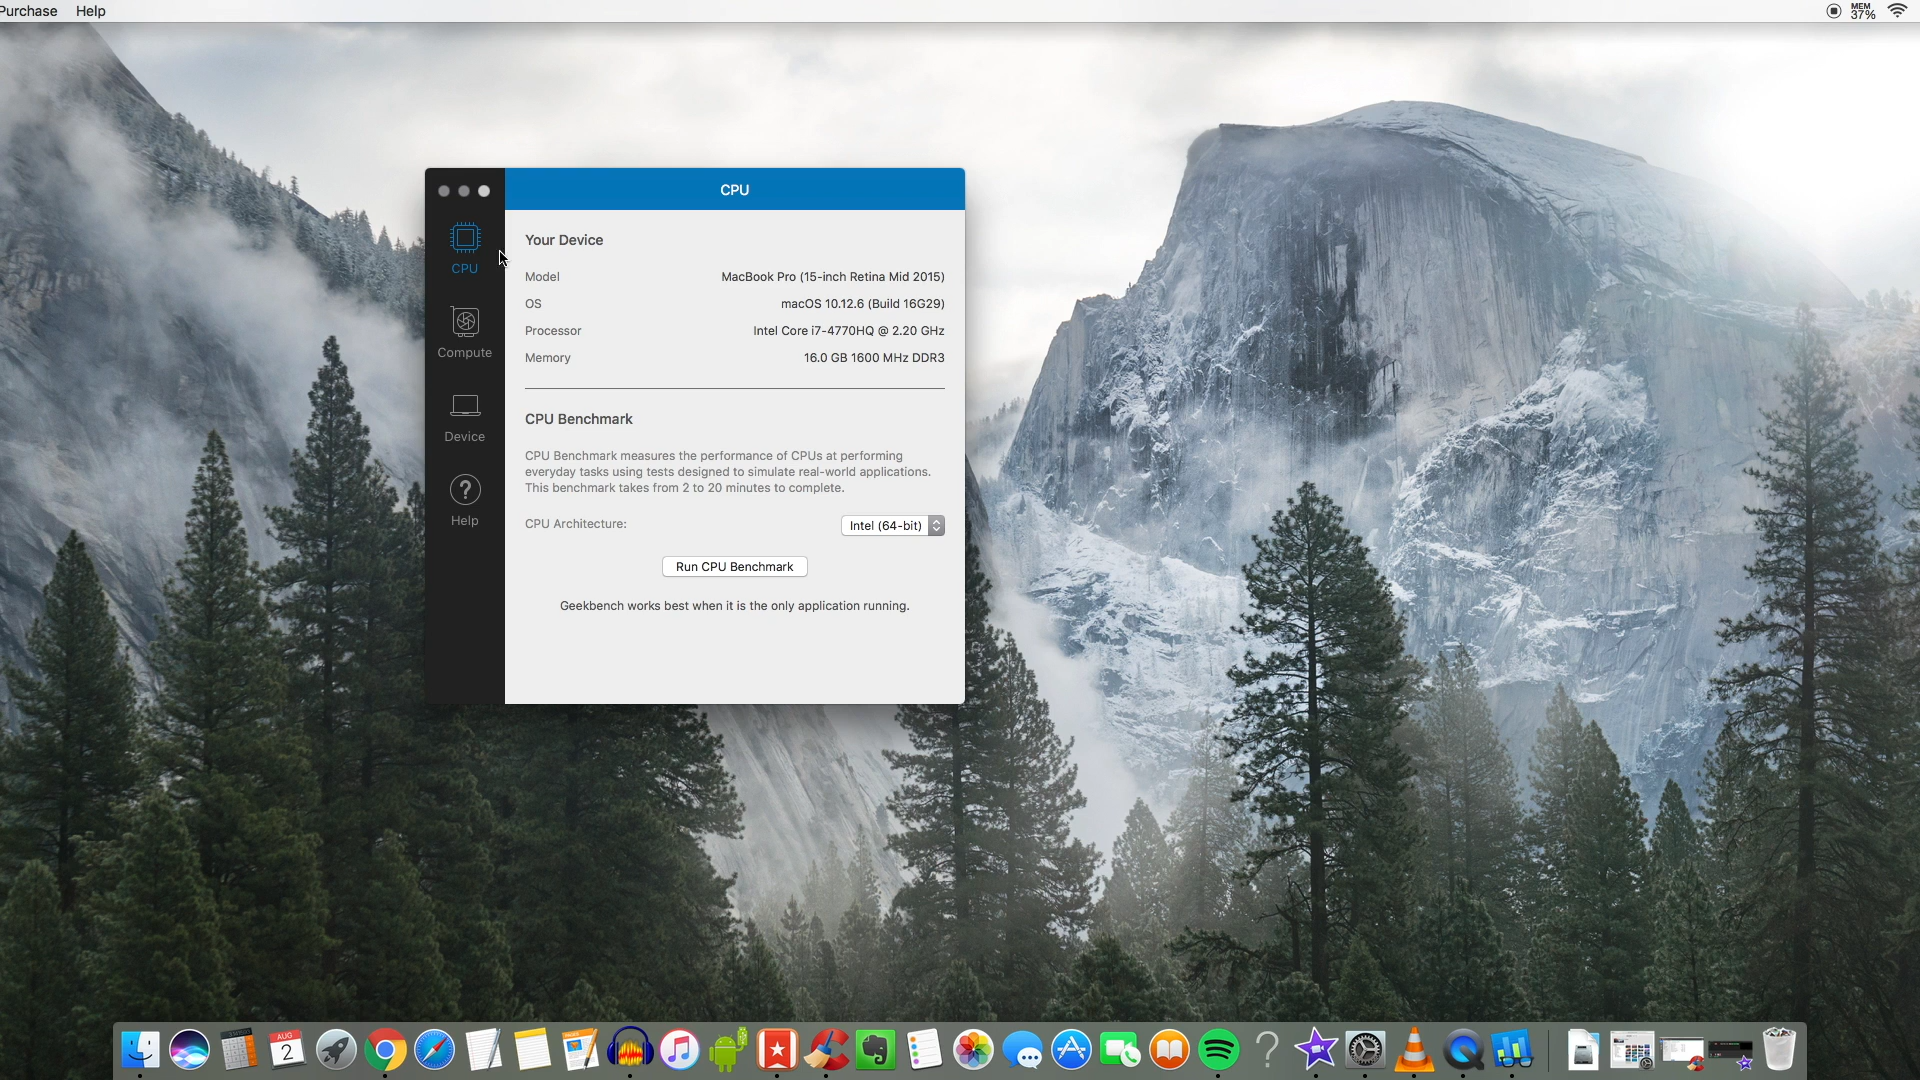 Purchase Help
MEM
37%
CPU
CPU
Your Device
Model MacBook Pro (15-inch Retina Mid 2015)
OS macOS 10.12.6 (Build 16G29)
Processor Intel Core i7-4770HQ @ 2.20 GHz
Memory 16.0 GB 1600 MHz DDR3
Compute
Device
Help
CPU Benchmark
CPU Benchmark measures the performance of CPUs at performing
everyday tasks using tests designed to simulate real-world applications.
This benchmark takes from 2 to 20 minutes to complete.
CPU Architecture: Intel (64-bit)
Run CPU Benchmark
Geekbench works best when it is the only application running.
AUG
2